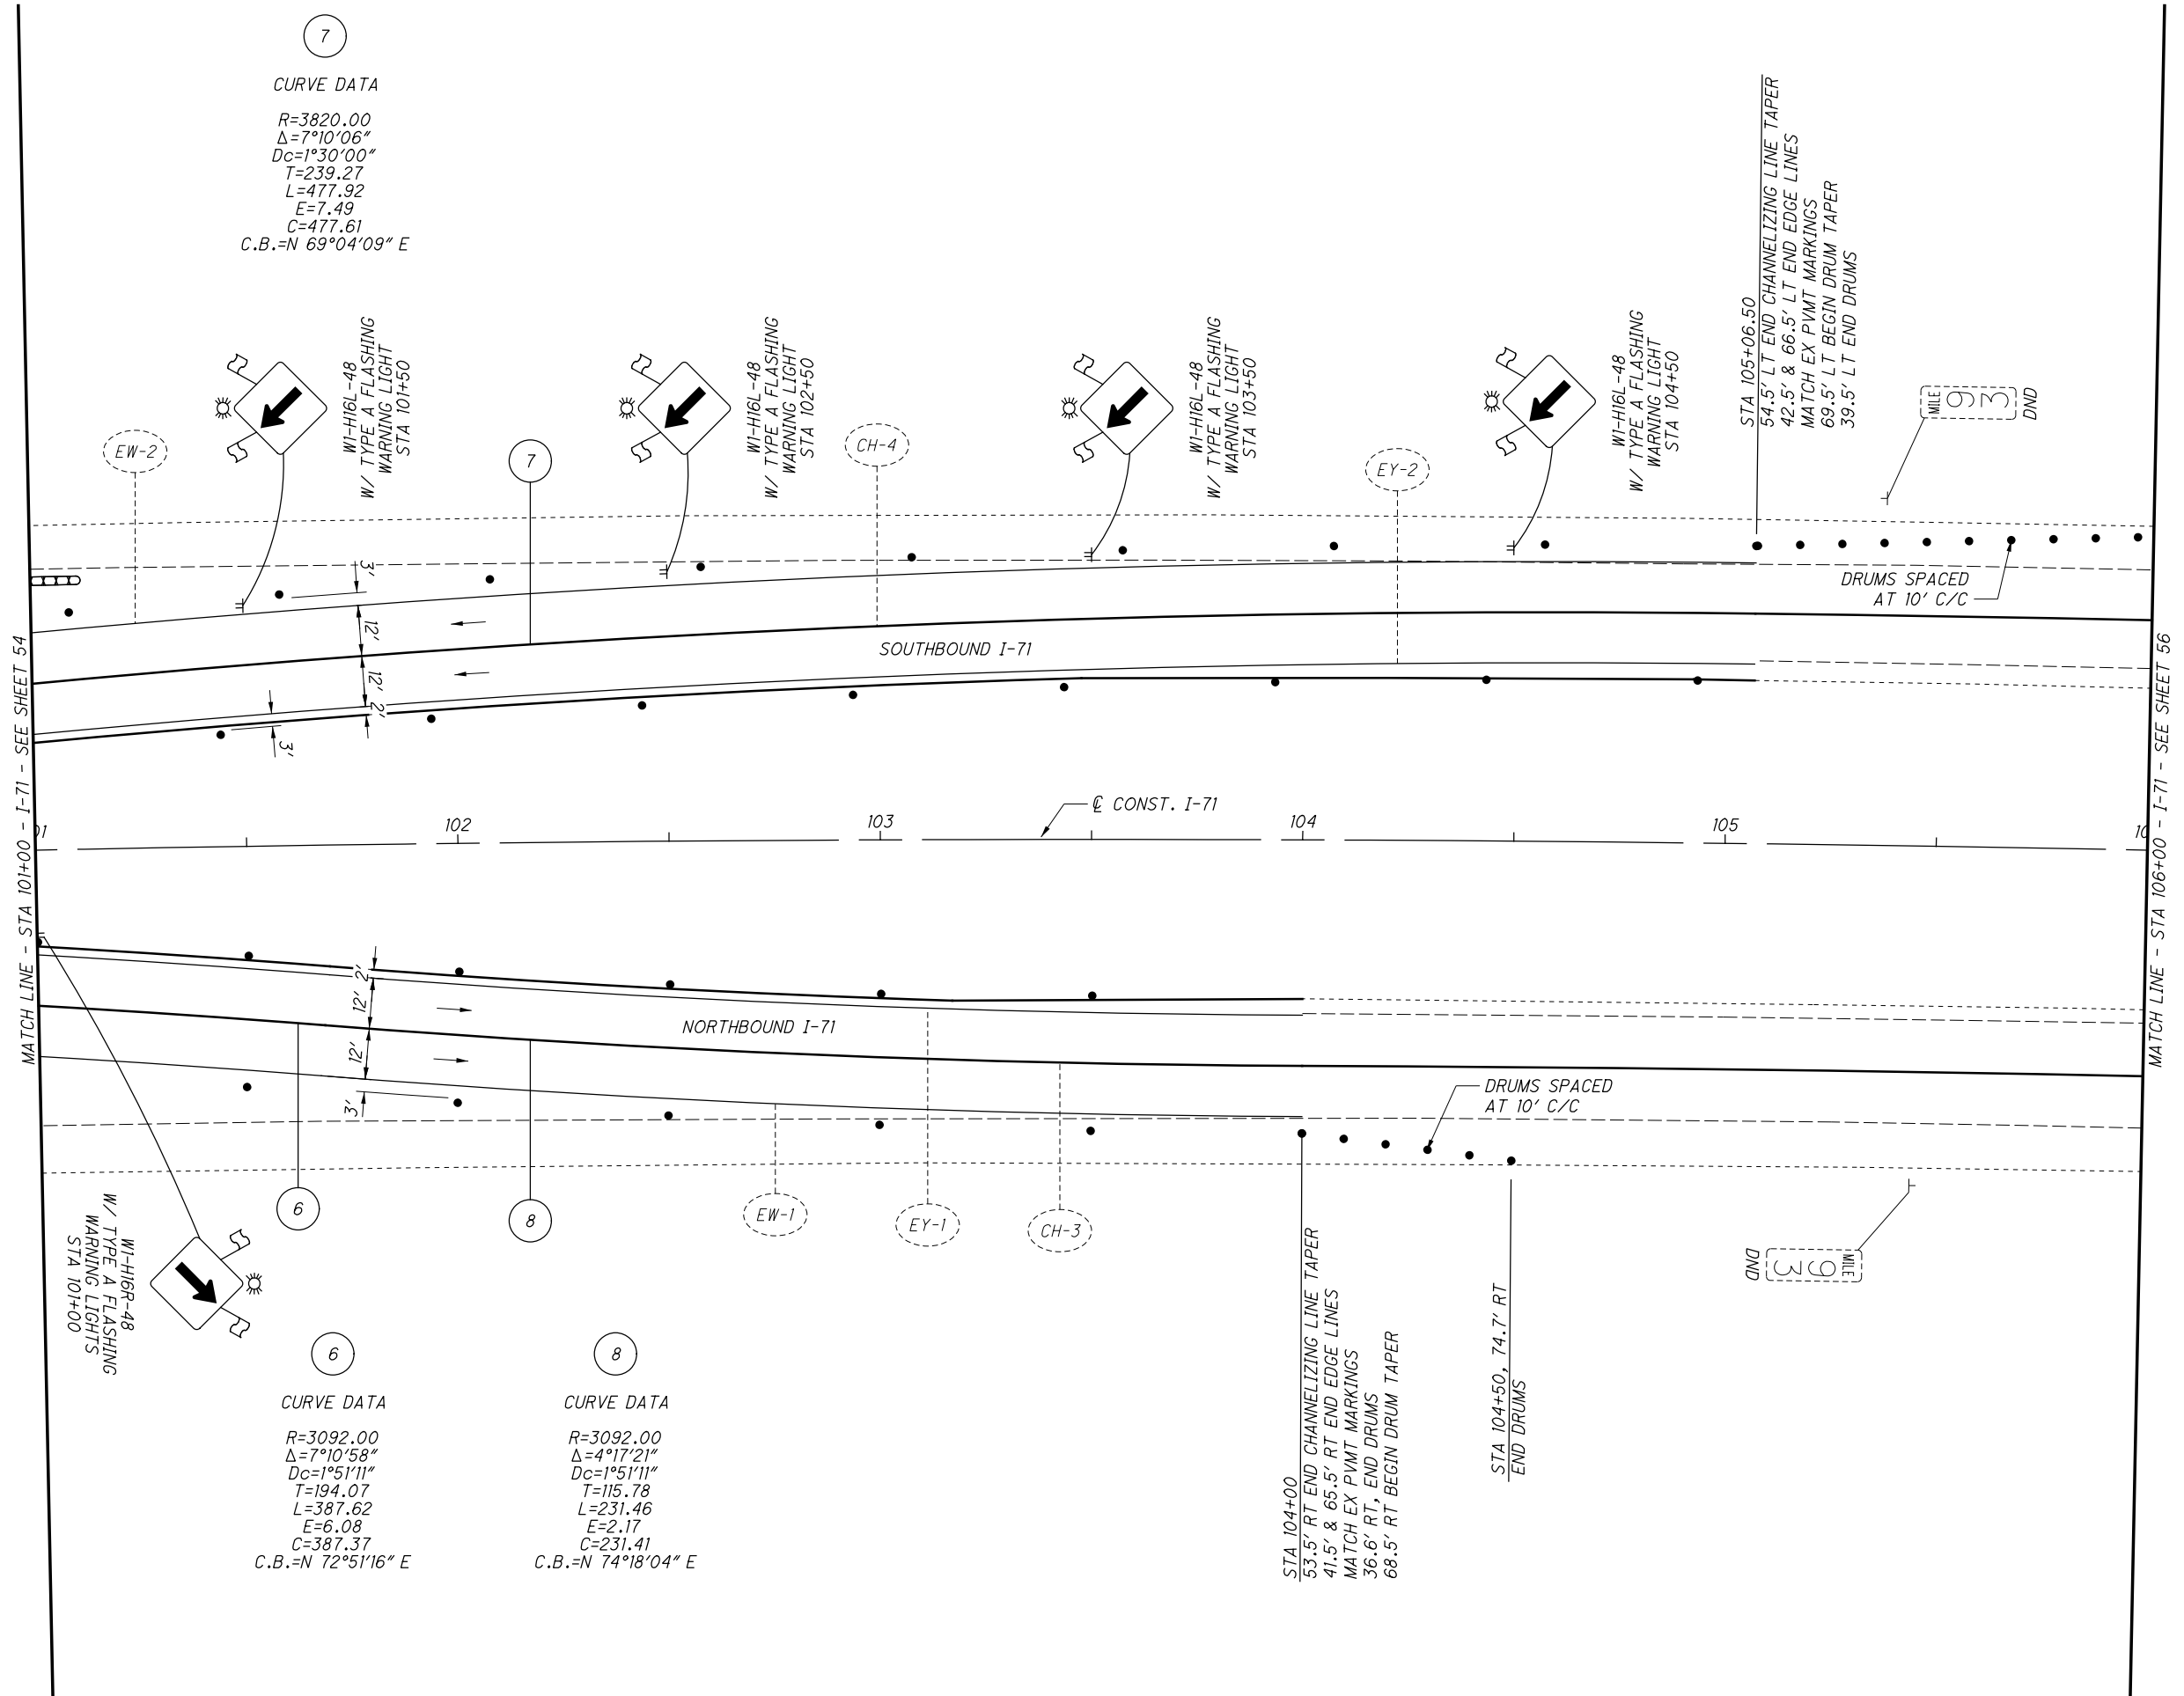 7
CURVE DATA
R=3820.00
Δ=7°10'06"
Dc=1°30'00"
T=239.27
L=477.92
E=7.49
C=477.61
C.B.=N 69°04'09" E
W1-H16L-48
W/ TYPE A FLASHING
WARNING LIGHT
STA 101+50
W1-H16L-48
W/ TYPE A FLASHING
WARNING LIGHT
STA 102+50
W1-H16L-48
W/ TYPE A FLASHING
WARNING LIGHT
STA 103+50
W1-H16L-48
W/ TYPE A FLASHING
WARNING LIGHT
STA 104+50
STA 105+06.50
54.5' LT END CHANNELIZING LINE TAPER
42.5' & 66.5' LT END EDGE LINES
MATCH EX PVMT MARKINGS
69.5' LT BEGIN DRUM TAPER
39.5' LT END DRUMS
MILE
93
DND
EW-2
7
CH-4
EY-2
DRUMS SPACED
AT 10' C/C
3'
12'
12'
2'
3'
SOUTHBOUND I-71
MATCH LINE - STA 101+00 - I-71 - SEE SHEET 54
MATCH LINE - STA 106+00 - I-71 - SEE SHEET 56
℄ CONST. I-71
01
102
103
104
105
10
2'
12'
12'
3'
NORTHBOUND I-71
DRUMS SPACED
AT 10' C/C
6
8
EW-1
EY-1
CH-3
W1-H16R-48
W/ TYPE A FLASHING
WARNING LIGHTS
STA 101+00
MILE
93
DND
STA 104+00
53.5' RT END CHANNELIZING LINE TAPER
41.5' & 65.5' RT END EDGE LINES
MATCH EX PVMT MARKINGS
36.6' RT, END DRUMS
68.5' RT BEGIN DRUM TAPER
STA 104+50, 74.7' RT
END DRUMS
6
CURVE DATA
R=3092.00
Δ=7°10'58"
Dc=1°51'11"
T=194.07
L=387.62
E=6.08
C=387.37
C.B.=N 72°51'16" E
8
CURVE DATA
R=3092.00
Δ=4°17'21"
Dc=1°51'11"
T=115.78
L=231.46
E=2.17
C=231.41
C.B.=N 74°18'04" E